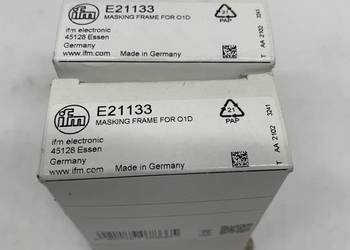 ifm
E21133
MASKING FRAME FOR O1D
21
PAP
ifm electronic
45128 Essen
Germany
www.ifm.com
Made in Germany
T AA 2102 3241
ifm
E21133
MASKING FRAME FOR O1D
21
PAP
ifm electronic
45128 Essen
Germany
www.ifm.com
Made in Germany
T AA 2102 3241